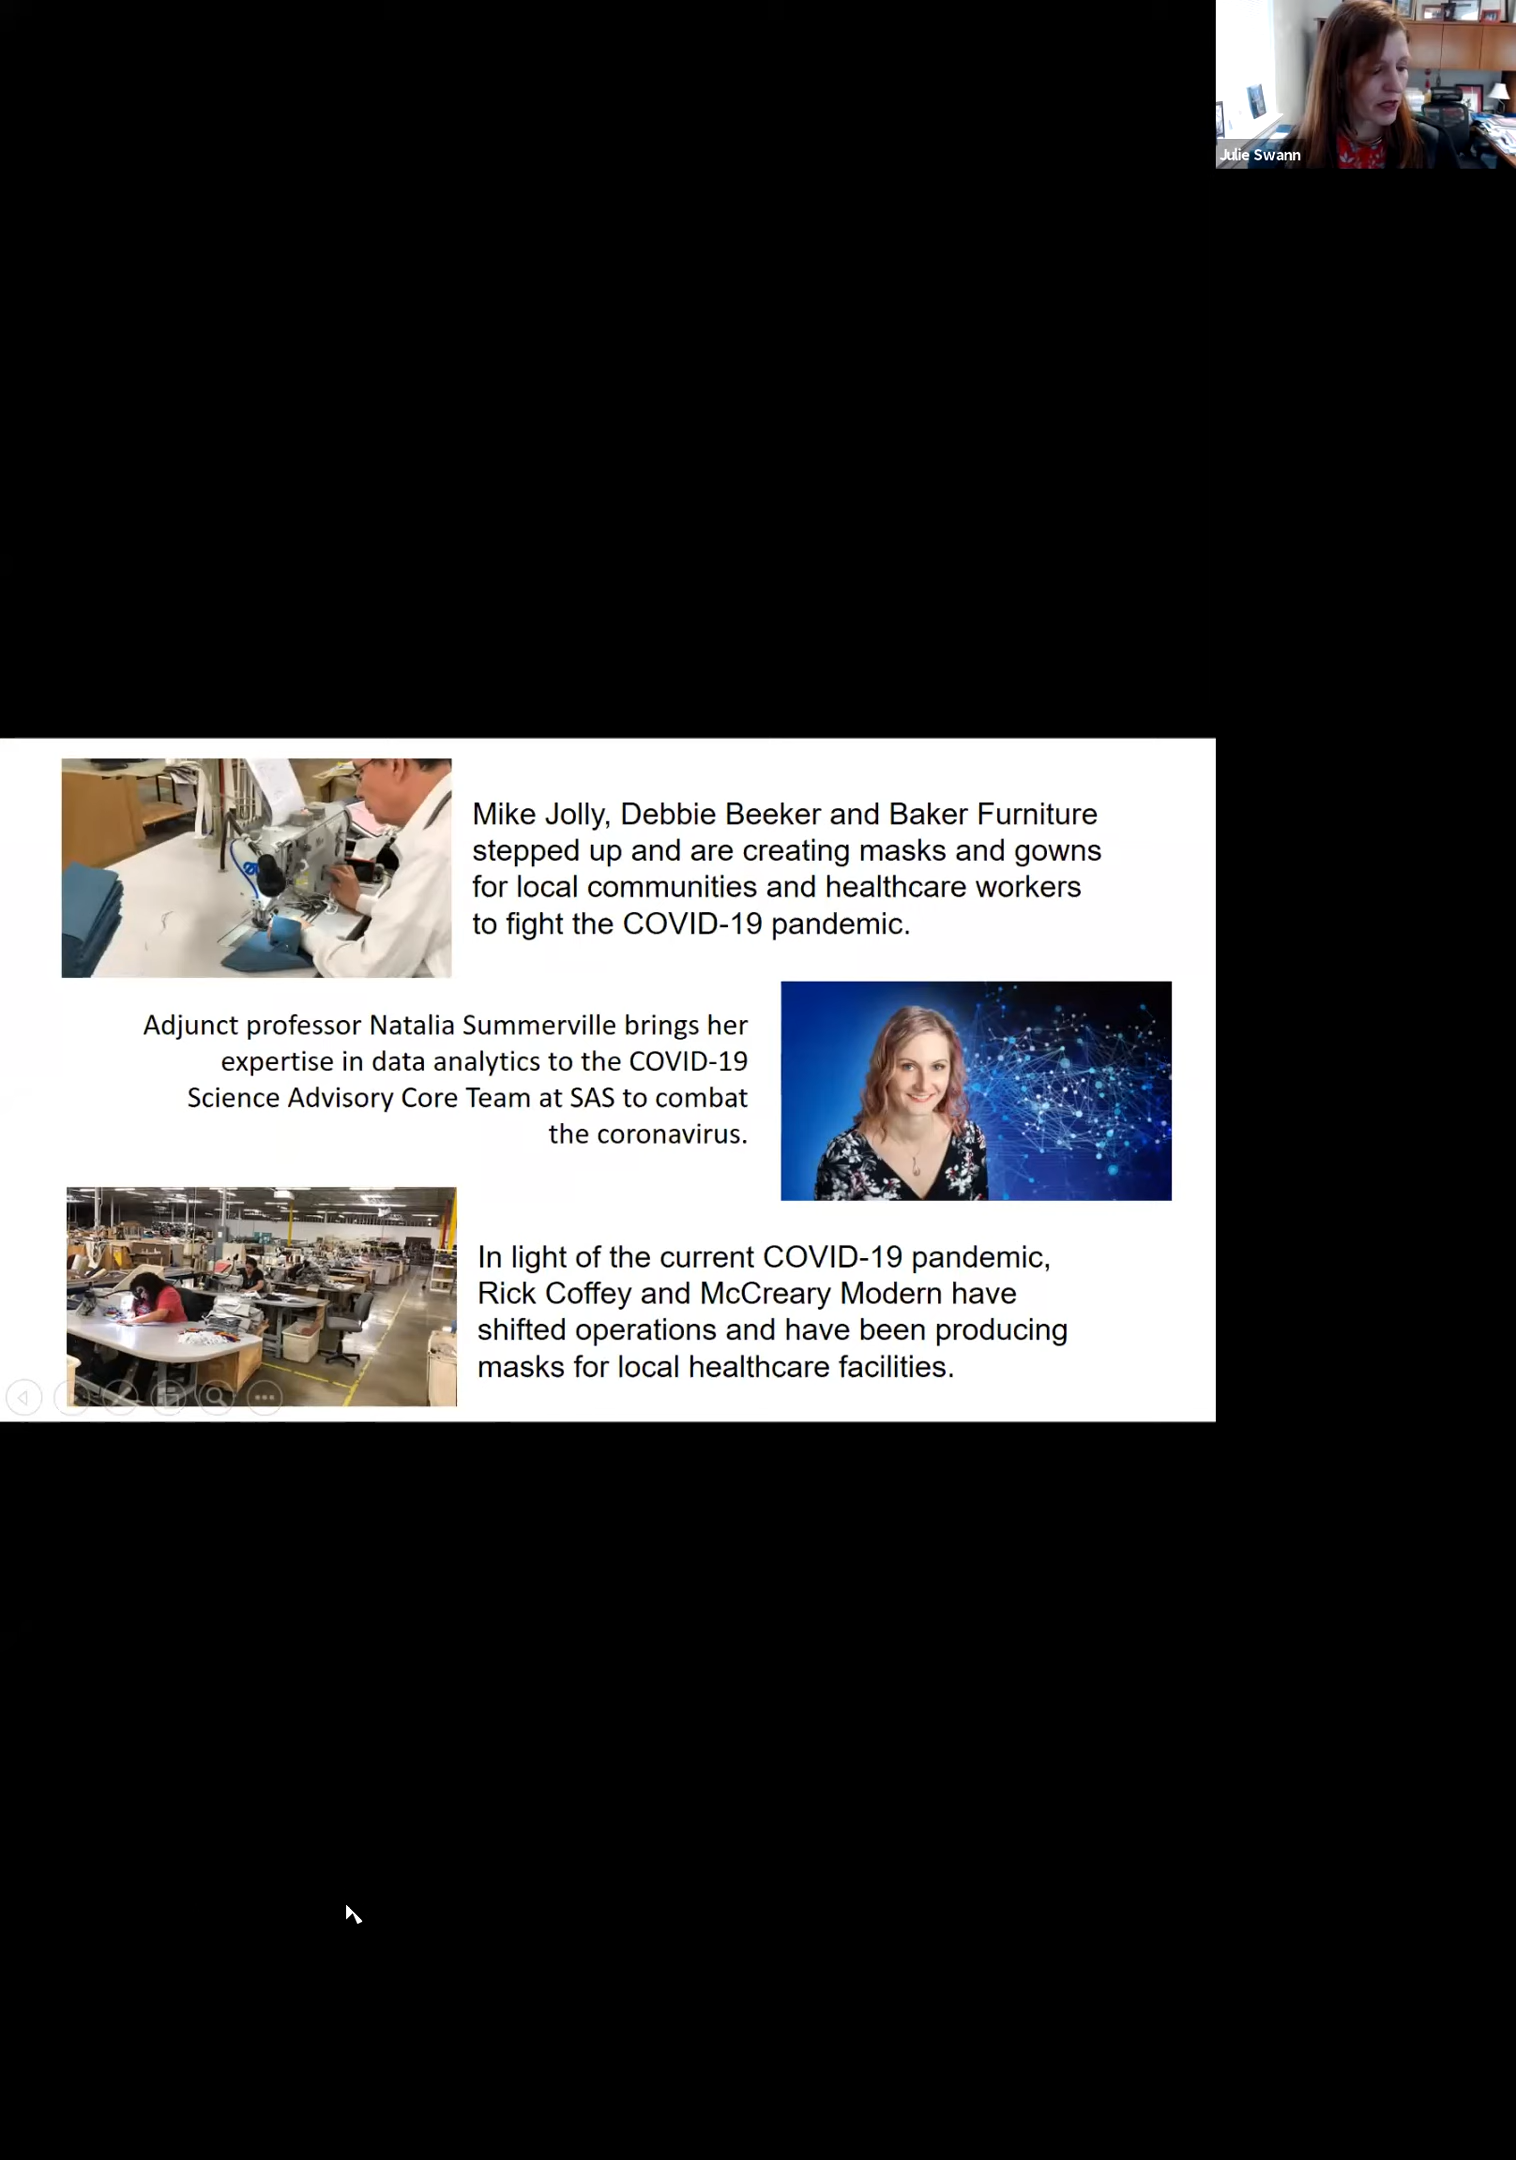 Julie Swann
Mike Jolly, Debbie Beeker and Baker Furniture
stepped up and are creating masks and gowns
for local communities and healthcare workers
to fight the COVID-19 pandemic.
Adjunct professor Natalia Summerville brings her
expertise in data analytics to the COVID-19
Science Advisory Core Team at SAS to combat
the coronavirus.
In light of the current COVID-19 pandemic,
Rick Coffey and McCreary Modern have
shifted operations and have been producing
masks for local healthcare facilities.